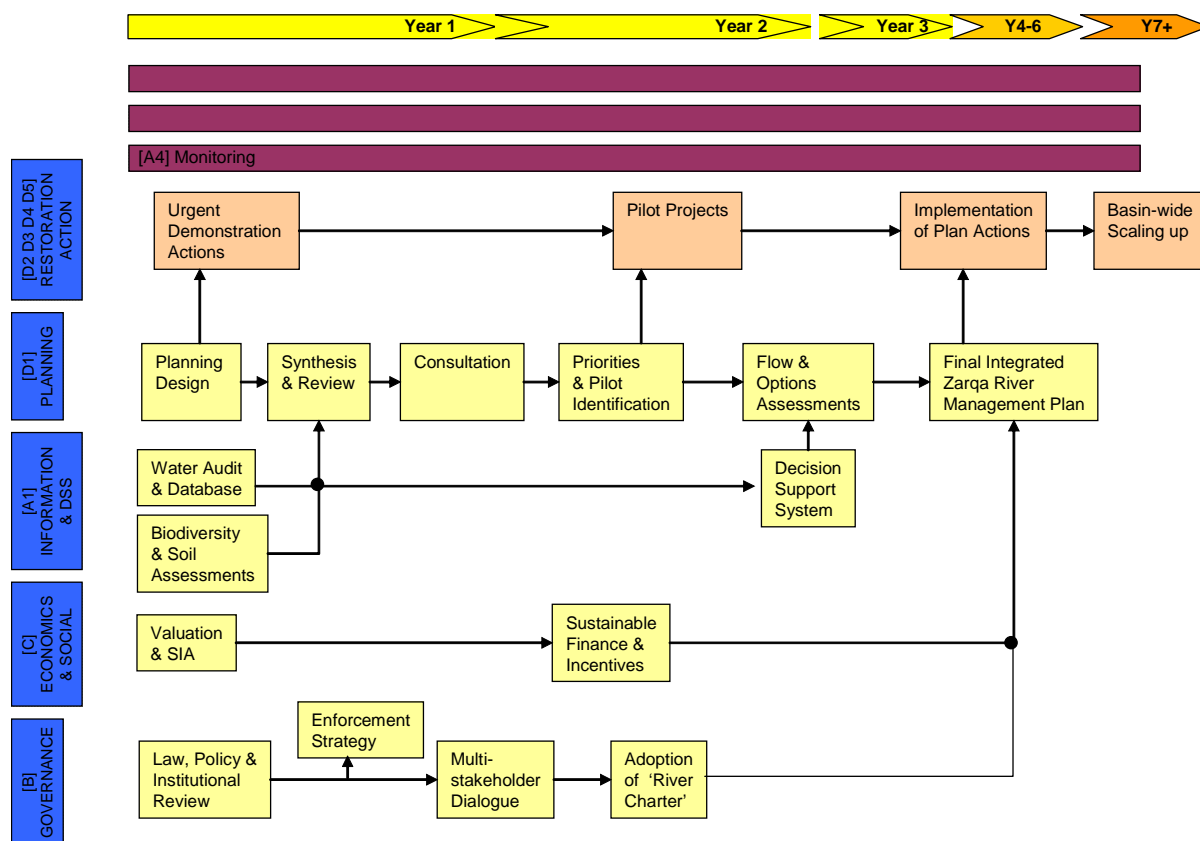 Year 1
Year 2
Year 3
Y4-6
Y7+
[A4] Monitoring
[D2 D3 D4 D5]
RESTORATION
ACTION
Urgent
Demonstration
Actions
Pilot Projects
Implementation
of Plan Actions
Basin-wide
Scaling up
[D1]
PLANNING
Planning
Design
Synthesis
& Review
Consultation
Priorities
& Pilot
Identification
Flow &
Options
Assessments
Final Integrated
Zarqa River
Management Plan
[A1]
INFORMATION
& DSS
Water Audit
& Database
Decision
Support
System
Biodiversity
& Soil
Assessments
[C]
ECONOMICS
& SOCIAL
Valuation
& SIA
Sustainable
Finance &
Incentives
[B]
GOVERNANCE
Enforcement
Strategy
Law, Policy &
Institutional
Review
Multi-
stakeholder
Dialogue
Adoption
of ‘River
Charter’